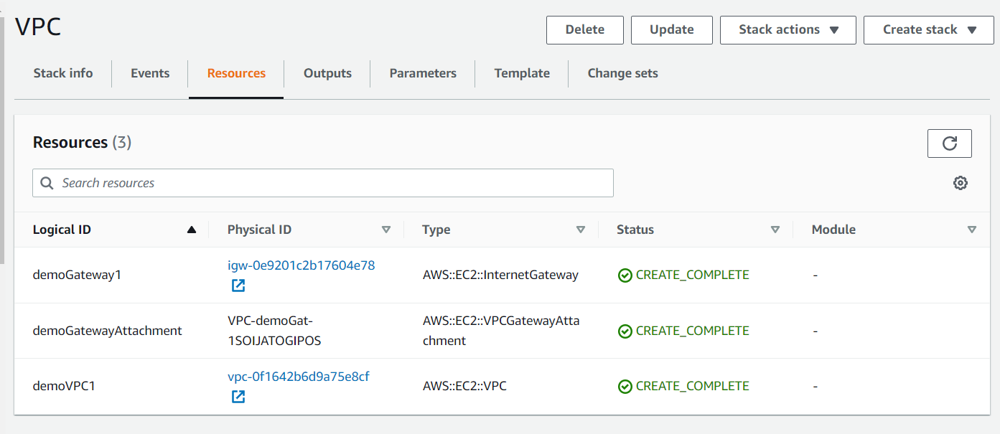 VPC
Delete
Update
Stack actions
Create stack
Stack info
Events
Resources
Outputs
Parameters
Template
Change sets
Resources (3)
Search resources
Logical ID
Physical ID
Type
Status
Module
demoGateway1
igw-0e9201c2b17604e78
AWS::EC2::InternetGateway
CREATE_COMPLETE
-
demoGatewayAttachment
VPC-demoGat-
1SOIJATOGIPOS
AWS::EC2::VPCGatewayAtta
chment
CREATE_COMPLETE
-
demoVPC1
vpc-0f1642b6d9a75e8cf
AWS::EC2::VPC
CREATE_COMPLETE
-